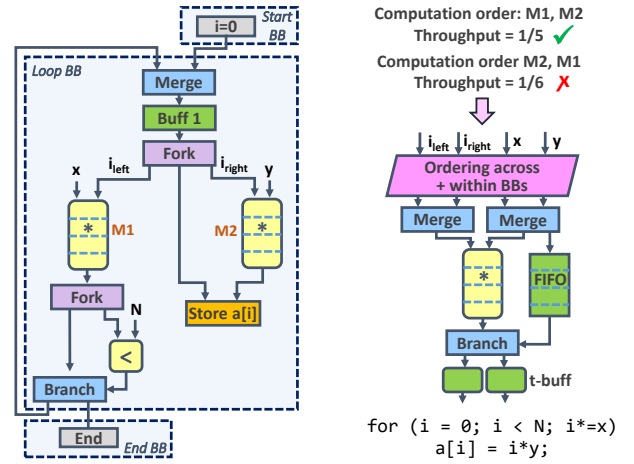 Start
BB
i=0
Loop BB
Merge
Buff 1
Fork
x
i_left
i_right
y
*
M1
M2
*
Fork
N
Store a[i]
<
Branch
End
End BB
Computation order: M1, M2
Throughput = 1/5 ✓
Computation order M2, M1
Throughput = 1/6 ✗
i_left
i_right
x
y
Ordering across
+ within BBs
Merge
Merge
*
FIFO
Branch
t-buff
for (i = 0; i < N; i*=x)
a[i] = i*y;